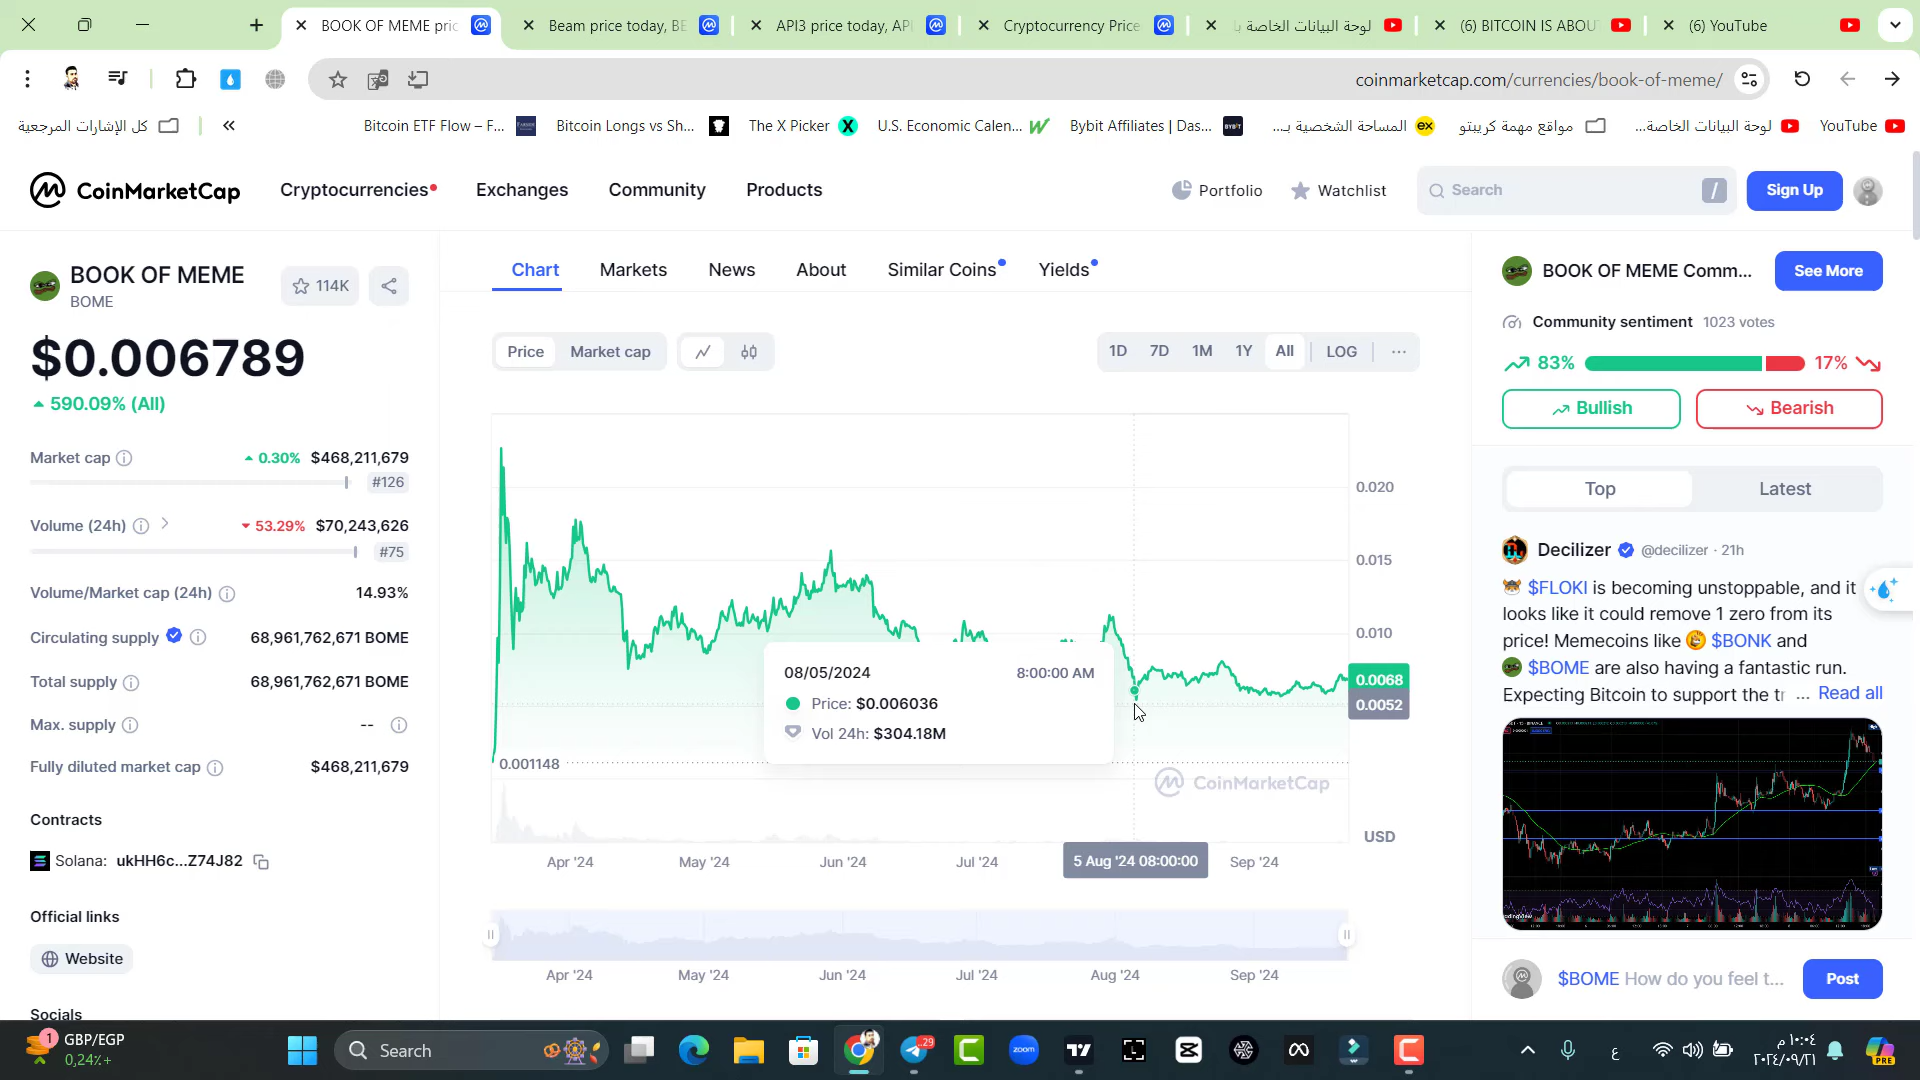 BOOK OF MEME pric
Beam price today, BE
API3 price today, API
Cryptocurrency Price
لوحة البيانات الخاصة با
(6) BITCOIN IS ABOU
(6) YouTube
coinmarketcap.com/currencies/book-of-meme/
كل الإشارات المرجعية
Bitcoin ETF Flow – F...
Bitcoin Longs vs Sh...
The X Picker
U.S. Economic Calen...
Bybit Affiliates | Das...
المساحة الشخصية بـ...
مواقع مهمة كريبتو
لوحة البيانات الخاصة...
YouTube
CoinMarketCap
Cryptocurrencies
Exchanges
Community
Products
Portfolio
Watchlist
Search
/
Sign Up
BOOK OF MEME
BOME
114K
$0.006789
590.09% (All)
Market cap
0.30% $468,211,679
#126
Volume (24h)
53.29% $70,243,626
#75
Volume/Market cap (24h)
14.93%
Circulating supply
68,961,762,671 BOME
Total supply
68,961,762,671 BOME
Max. supply
--
Fully diluted market cap
$468,211,679
Contracts
Solana: ukHH6c...Z74J82
Official links
Website
Socials
Chart
Markets
News
About
Similar Coins
Yields
Price
Market cap
1D
7D
1M
1Y
All
LOG
0.020
0.015
0.010
0.0068
0.0052
08/05/2024
8:00:00 AM
Price: $0.006036
Vol 24h: $304.18M
0.001148
CoinMarketCap
USD
Apr '24
May '24
Jun '24
Jul '24
5 Aug '24 08:00:00
Sep '24
Apr '24
May '24
Jun '24
Jul '24
Aug '24
Sep '24
BOOK OF MEME Comm...
See More
Community sentiment 1023 votes
83%
17%
Bullish
Bearish
Top
Latest
Decilizer @decilizer · 21h
$FLOKI is becoming unstoppable, and it
looks like it could remove 1 zero from its
price! Memecoins like $BONK and
$BOME are also having a fantastic run.
Expecting Bitcoin to support the tr ... Read all
$BOME How do you feel t...
Post
1
GBP/EGP
0,24٪+
Search
29
zoom
ع
١٠:٠٤ م
٢٠٢٤/٠٩/٢١
PRE